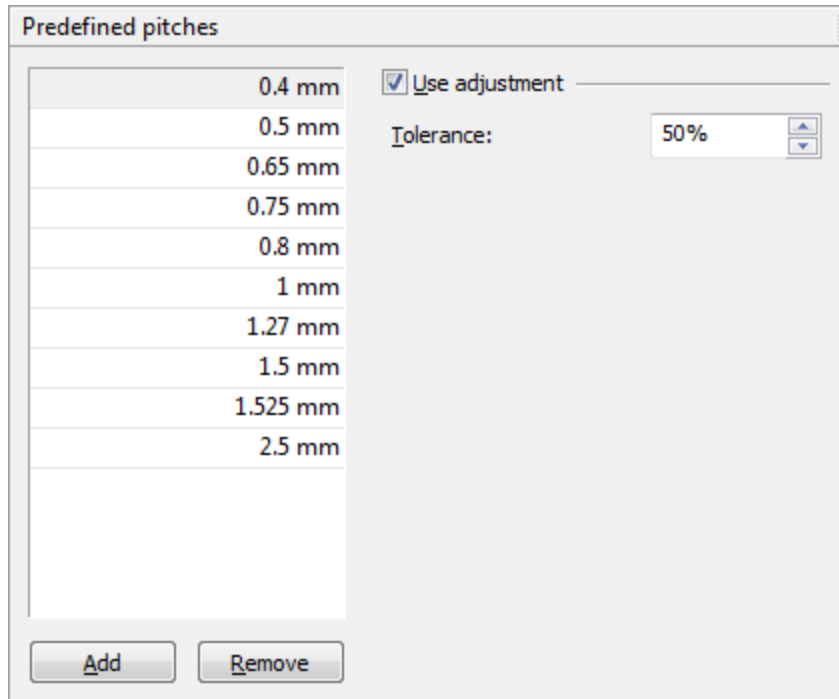 Predefined pitches
0.4 mm
0.5 mm
0.65 mm
0.75 mm
0.8 mm
1 mm
1.27 mm
1.5 mm
1.525 mm
2.5 mm
Add Remove
Use adjustment
Tolerance: 50%